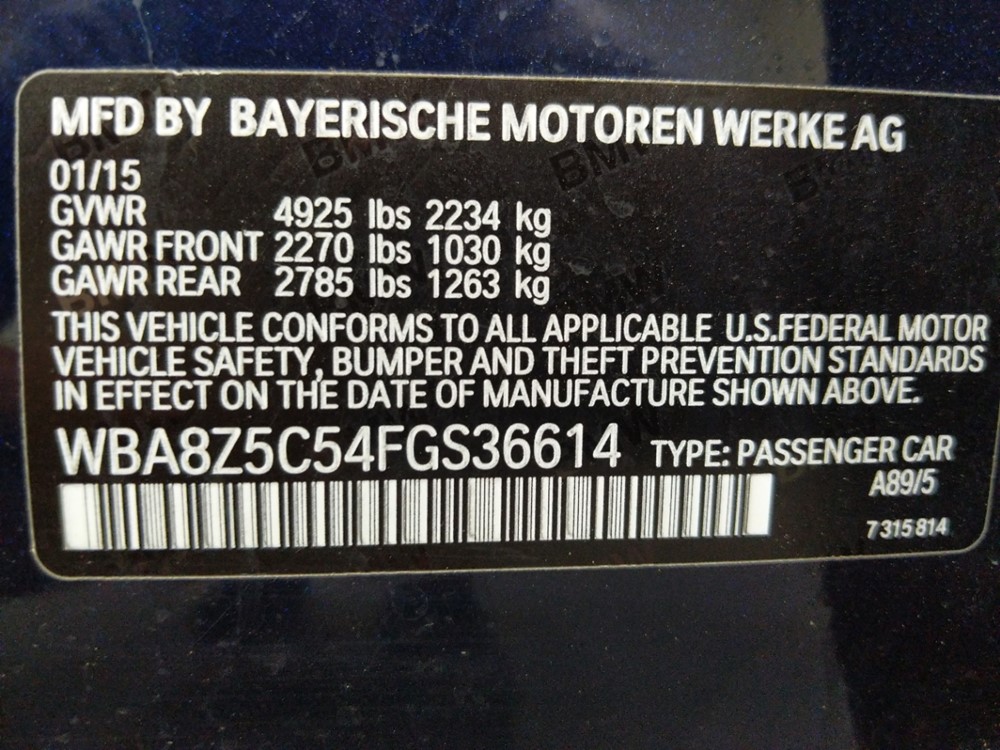 MFD BY BAYERISCHE MOTOREN WERKE AG
01/15
GVWR 4925 lbs 2234 kg
GAWR FRONT 2270 lbs 1030 kg
GAWR REAR 2785 lbs 1263 kg
THIS VEHICLE CONFORMS TO ALL APPLICABLE U.S.FEDERAL MOTOR
VEHICLE SAFETY, BUMPER AND THEFT PREVENTION STANDARDS
IN EFFECT ON THE DATE OF MANUFACTURE SHOWN ABOVE.
WBA8Z5C54FGS36614 TYPE: PASSENGER CAR
A89/5
7 315 814